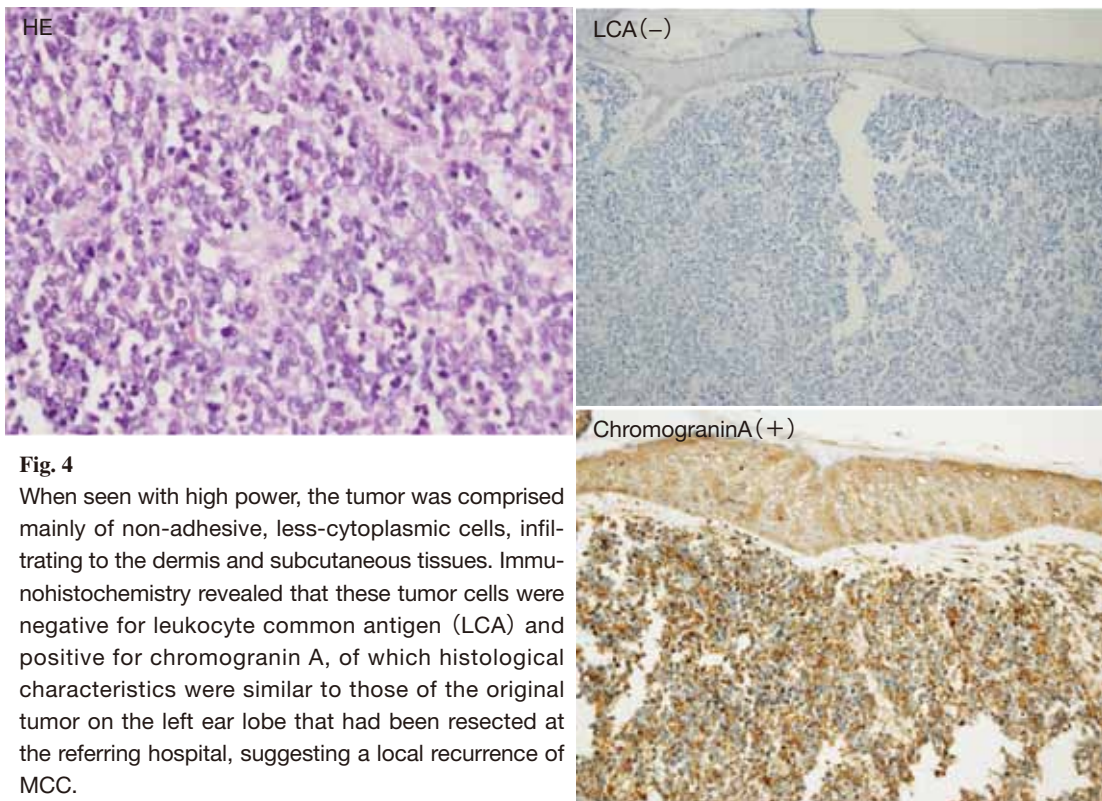 HE
LCA（−）
ChromograninA（+）
Fig. 4
When seen with high power, the tumor was comprised
mainly of non-adhesive, less-cytoplasmic cells, infil-
trating to the dermis and subcutaneous tissues. Immu-
nohistochemistry revealed that these tumor cells were
negative for leukocyte common antigen（LCA）and
positive for chromogranin A, of which histological
characteristics were similar to those of the original
tumor on the left ear lobe that had been resected at
the referring hospital, suggesting a local recurrence of
MCC.